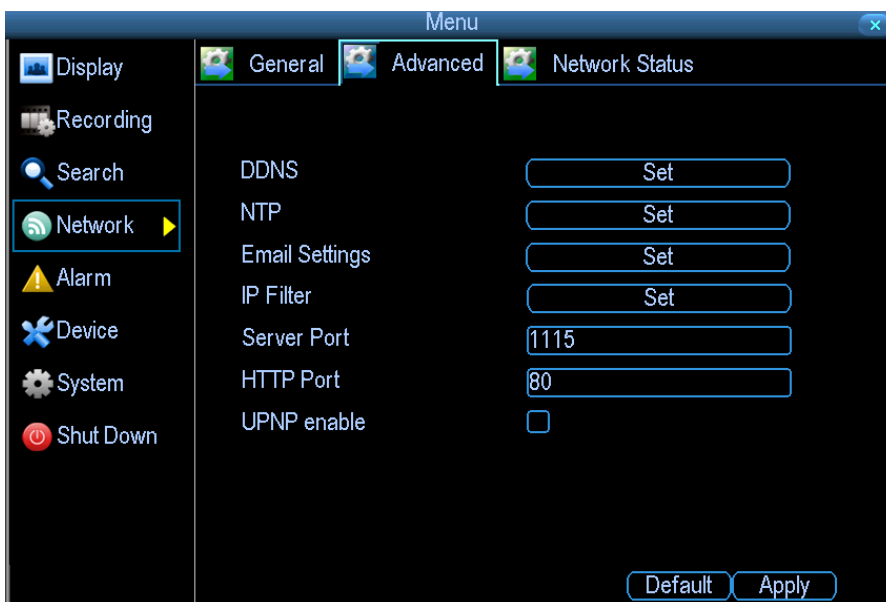 Menu
Display
Recording
Search
Network
Alarm
Device
System
Shut Down
General Advanced Network Status
DDNS Set
NTP Set
Email Settings Set
IP Filter Set
Server Port 1115
HTTP Port 80
UPNP enable
Default Apply